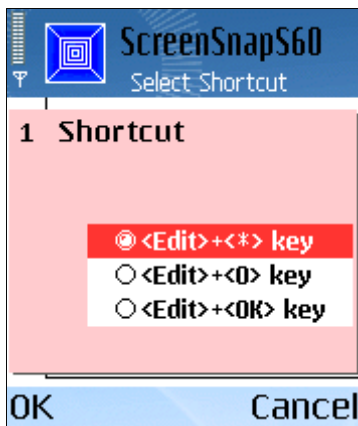 ScreenSnapS60
Select Shortcut
1 Shortcut
<Edit>+<*> key
<Edit>+<0> key
<Edit>+<OK> key
OK Cancel